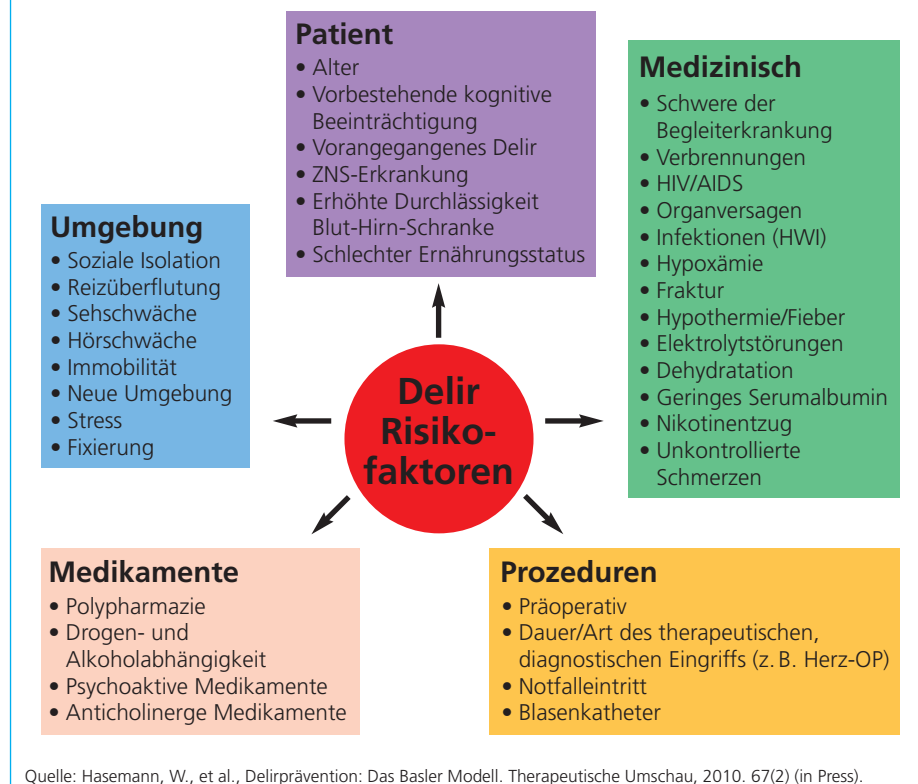 Patient
• Alter
• Vorbestehende kognitive
Beeinträchtigung
• Vorangegangenes Delir
• ZNS-Erkrankung
• Erhöhte Durchlässigkeit
Blut-Hirn-Schranke
• Schlechter Ernährungsstatus
Medizinisch
• Schwere der
Begleiterkrankung
• Verbrennungen
• HIV/AIDS
• Organversagen
• Infektionen (HWI)
• Hypoxämie
• Fraktur
• Hypothermie/Fieber
• Elektrolytstörungen
• Dehydratation
• Geringes Serumalbumin
• Nikotinentzug
• Unkontrollierte
Schmerzen
Umgebung
• Soziale Isolation
• Reizüberflutung
• Sehschwäche
• Hörschwäche
• Immobilität
• Neue Umgebung
• Stress
• Fixierung
Delir
Risiko-
faktoren
Medikamente
• Polypharmazie
• Drogen- und
Alkoholabhängigkeit
• Psychoaktive Medikamente
• Anticholinerge Medikamente
Prozeduren
• Präoperativ
• Dauer/Art des therapeutischen,
diagnostischen Eingriffs (z. B. Herz-OP)
• Notfalleintritt
• Blasenkatheter
Quelle: Hasemann, W., et al., Delirprävention: Das Basler Modell. Therapeutische Umschau, 2010. 67(2) (in Press).